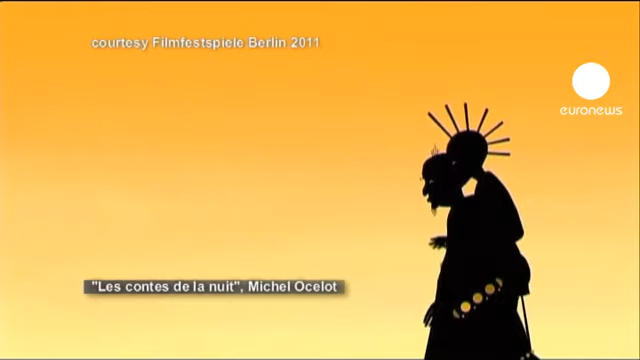 courtesy Filmfestspiele Berlin 2011
euronews
"Les contes de la nuit", Michel Ocelot